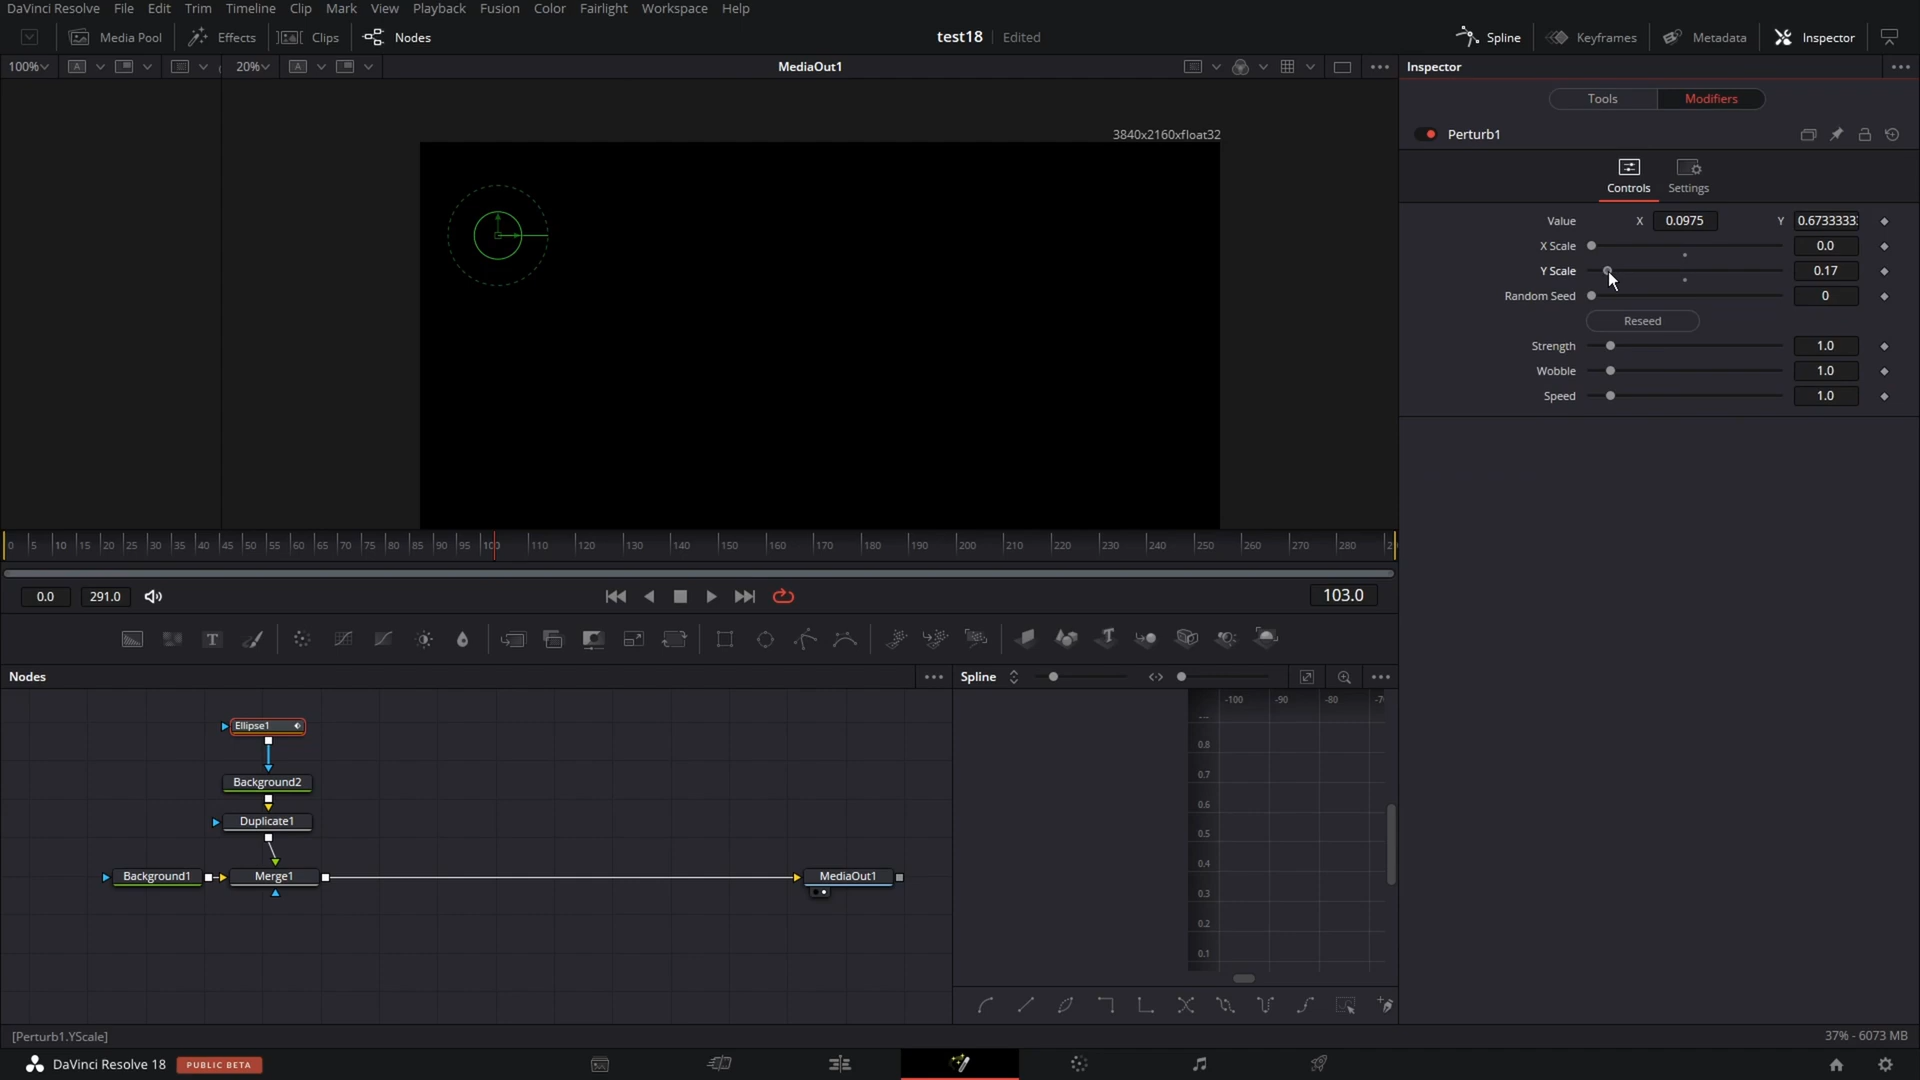 DaVinci Resolve File Edit Trim Timeline Clip Mark View Playback Fusion Color Fairlight Workspace Help
Media Pool Effects Clips Nodes test18 Edited Spline Keyframes Metadata Inspector
100% A 20% A MediaOut1 Inspector
Tools Modifiers
3840x2160xfloat32
Perturb1
Controls Settings
Value X 0.0975 Y 0.6733333
X Scale 0.0
Y Scale 0.17
Random Seed 0
Reseed
Strength 1.0
Wobble 1.0
Speed 1.0
0 5 10 15 20 25 30 35 40 45 50 55 60 65 70 75 80 85 90 95 100 110 120 130 140 150 160 170 180 190 200 210 220 230 240 250 260 270 280
0.0 291.0 103.0
T
Nodes Spline
-100 -90 -80
Ellipse1
Background2
Duplicate1
Background1 Merge1 MediaOut1
0.8
0.7
0.6
0.5
0.4
0.3
0.2
0.1
[Perturb1.YScale] 37% - 6073 MB
DaVinci Resolve 18 PUBLIC BETA